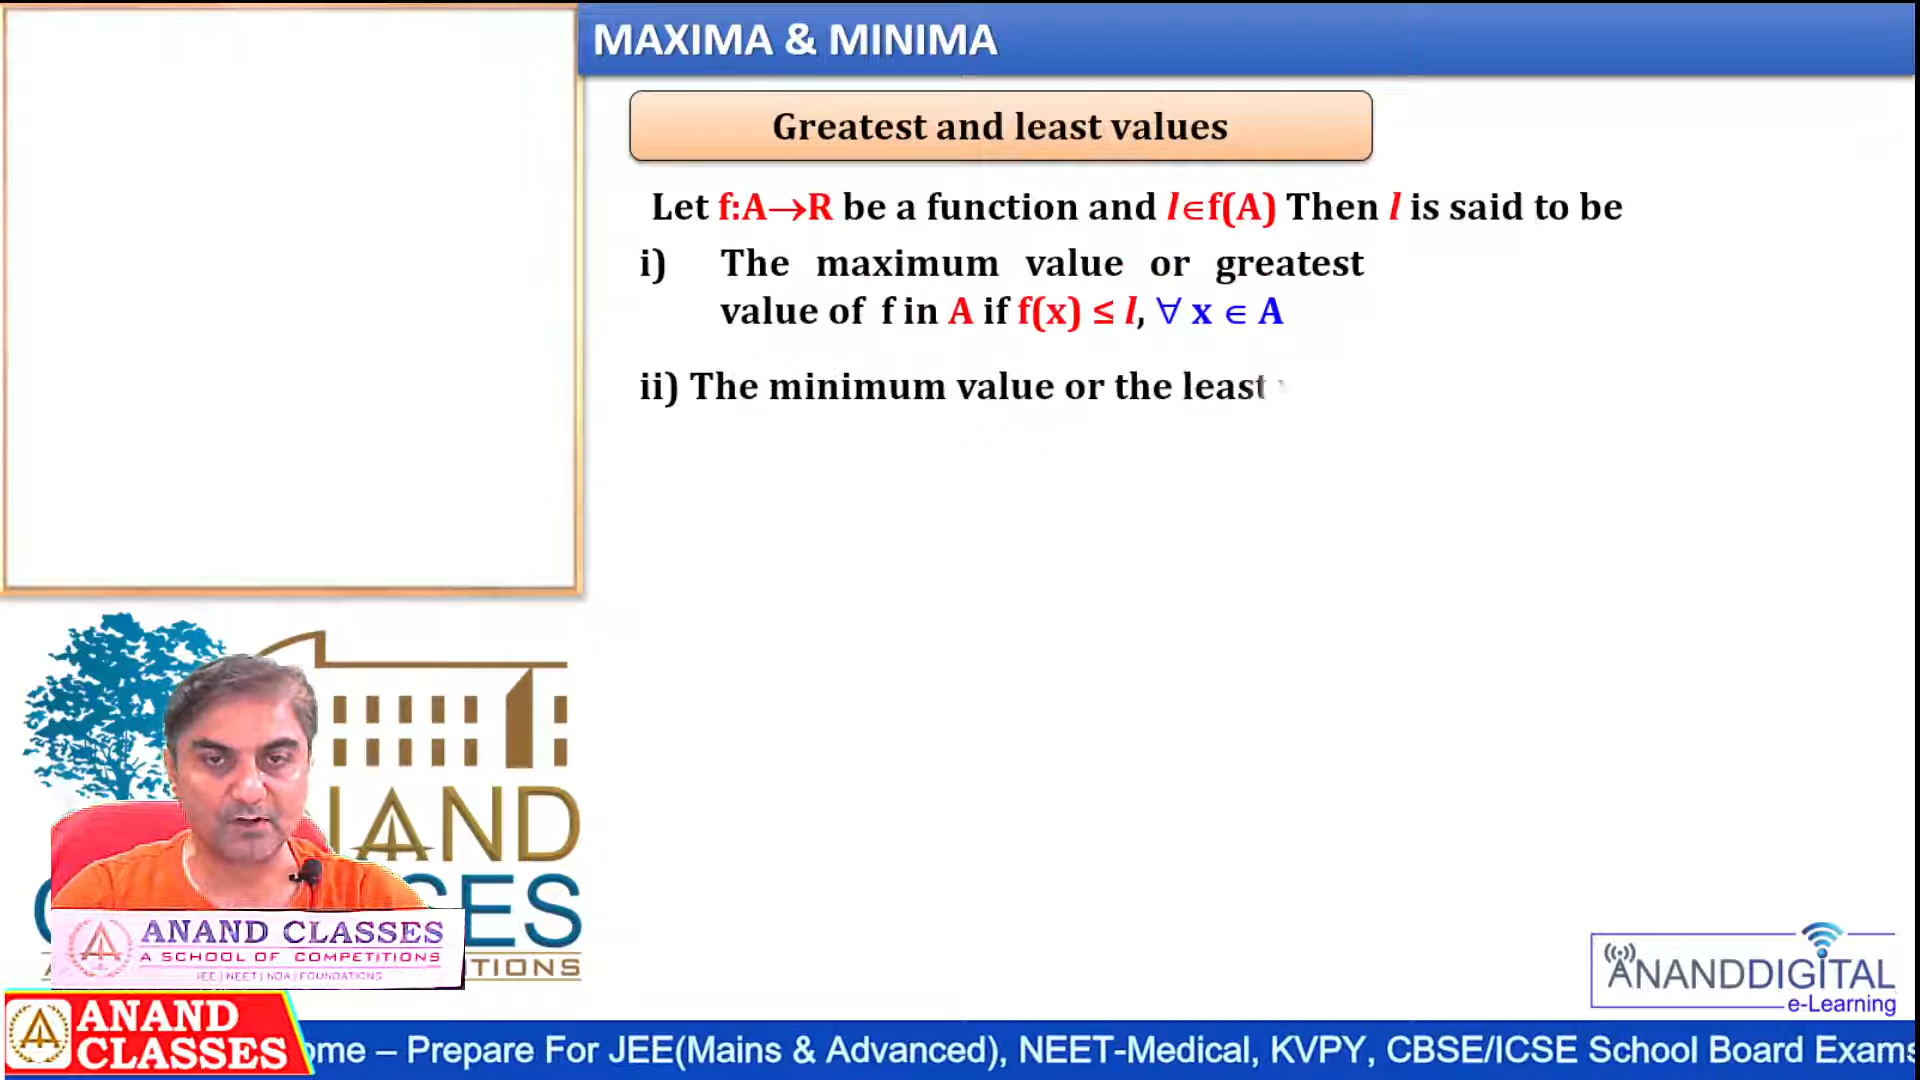 MAXIMA & MINIMA
Greatest and least values
Let f:A→R be a function and l∈f(A) Then l is said to be
i) The maximum value or greatest
value of f in A if f(x) ≤ l, ∀ x ∈ A
ii) The minimum value or the least
AND
SES
TIONS
ANAND CLASSES
A SCHOOL OF COMPETITIONS
JEE | NEET | NDA | FOUNDATIONS
ANANDDIGITAL
e-Learning
ANAND
CLASSES
ome – Prepare For JEE(Mains & Advanced), NEET-Medical, KVPY, CBSE/ICSE School Board Exams